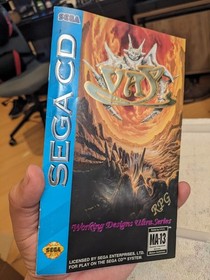 SEGA
SEGA CD
VAY
RPG
Working Designs Ultra Series
MA-13
LICENSED BY SEGA ENTERPRISES, LTD.
FOR PLAY ON THE SEGA CD™ SYSTEM.
SEGA